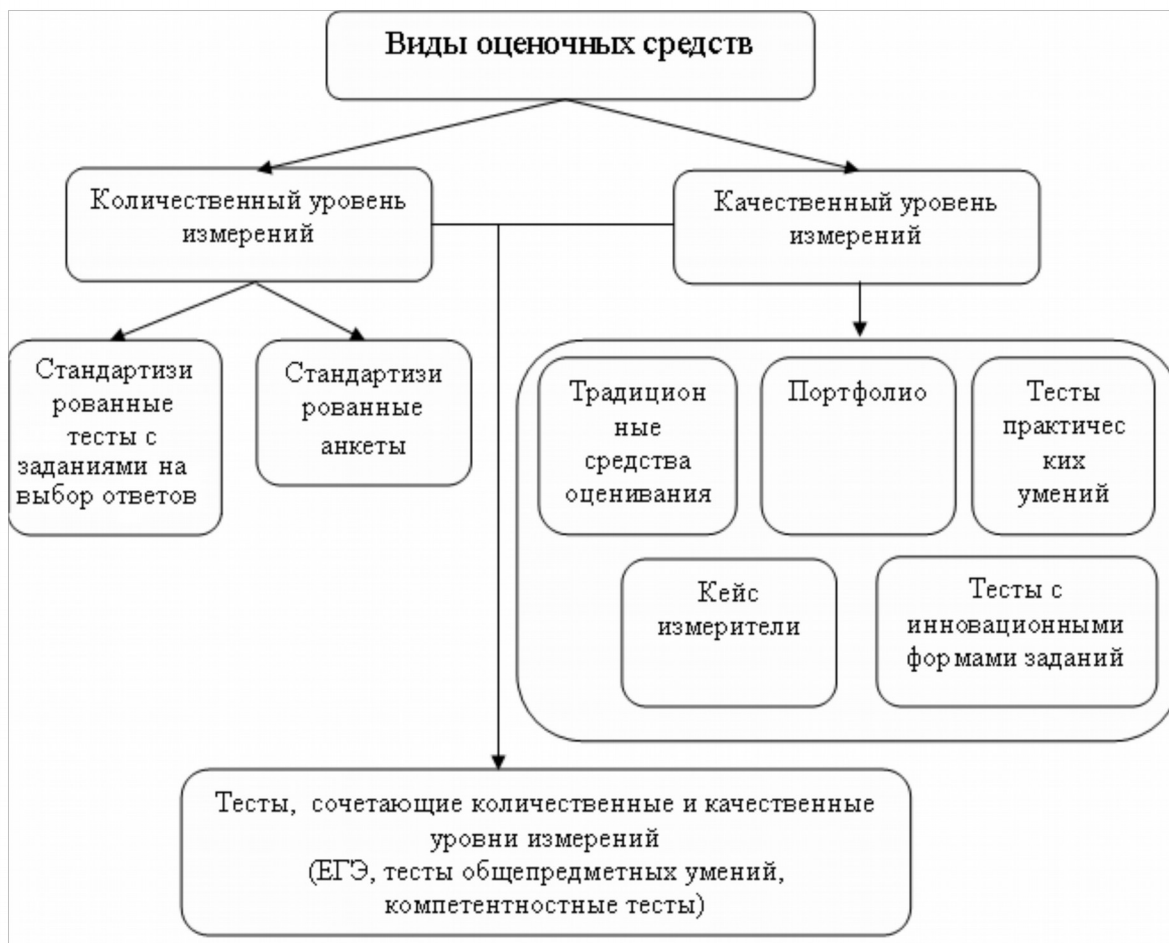 Виды оценочных средств
Количественный уровень
измерений
Качественный уровень
измерений
Стандартизи
рованные
тесты с
заданиями на
выбор ответов
Стандартизи
рованные
анкеты
Традицион
ные
средства
оценивания
Портфолио
Тесты
практичес
ких
умений
Кейс
измерители
Тесты с
инновационными
формами заданий
Тесты, сочетающие количественные и качественные
уровни измерений
(ЕГЭ, тесты общепредметных умений,
компетентностные тесты)